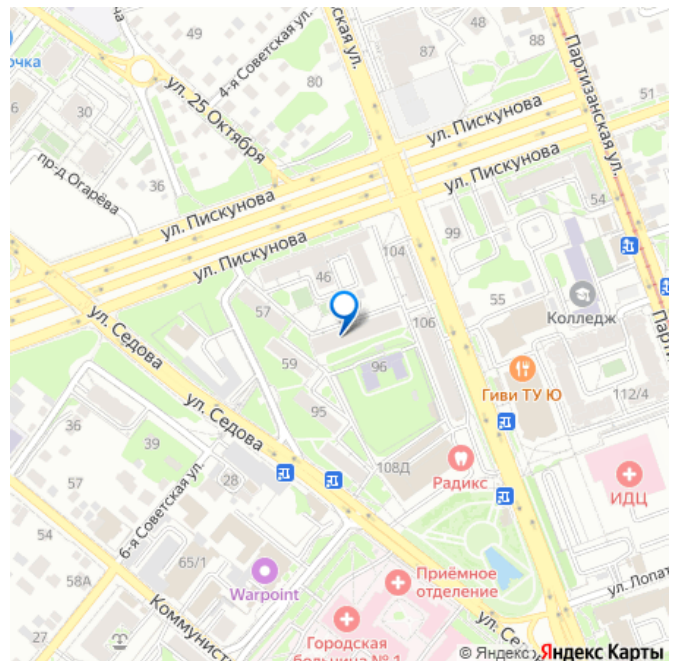 49
4-я Советская ул.
80
87
48
88
Партизанская ул.
51
очка
6
30
ул. 25 Октября
ская ул.
ул. Пискунова
ул. Пискунова
пр-д Огарёва
36
ул. Пискунова
ул. Пискунова
54
99
104
46
57
106
55
Колледж
Парти
ул. Седова
59
96
Гиви ТУ Ю
112/4
95
ул. Седова
36
39
108Д
Радикс
ИДЦ
57
28
6-я Советская ул.
54
65/1
Warpoint
Приёмное
отделение
ул. Лопат
58А
27
Коммунисти
Городская
больница № 1
ул. Се
© Яндекс
Яндекс Карты